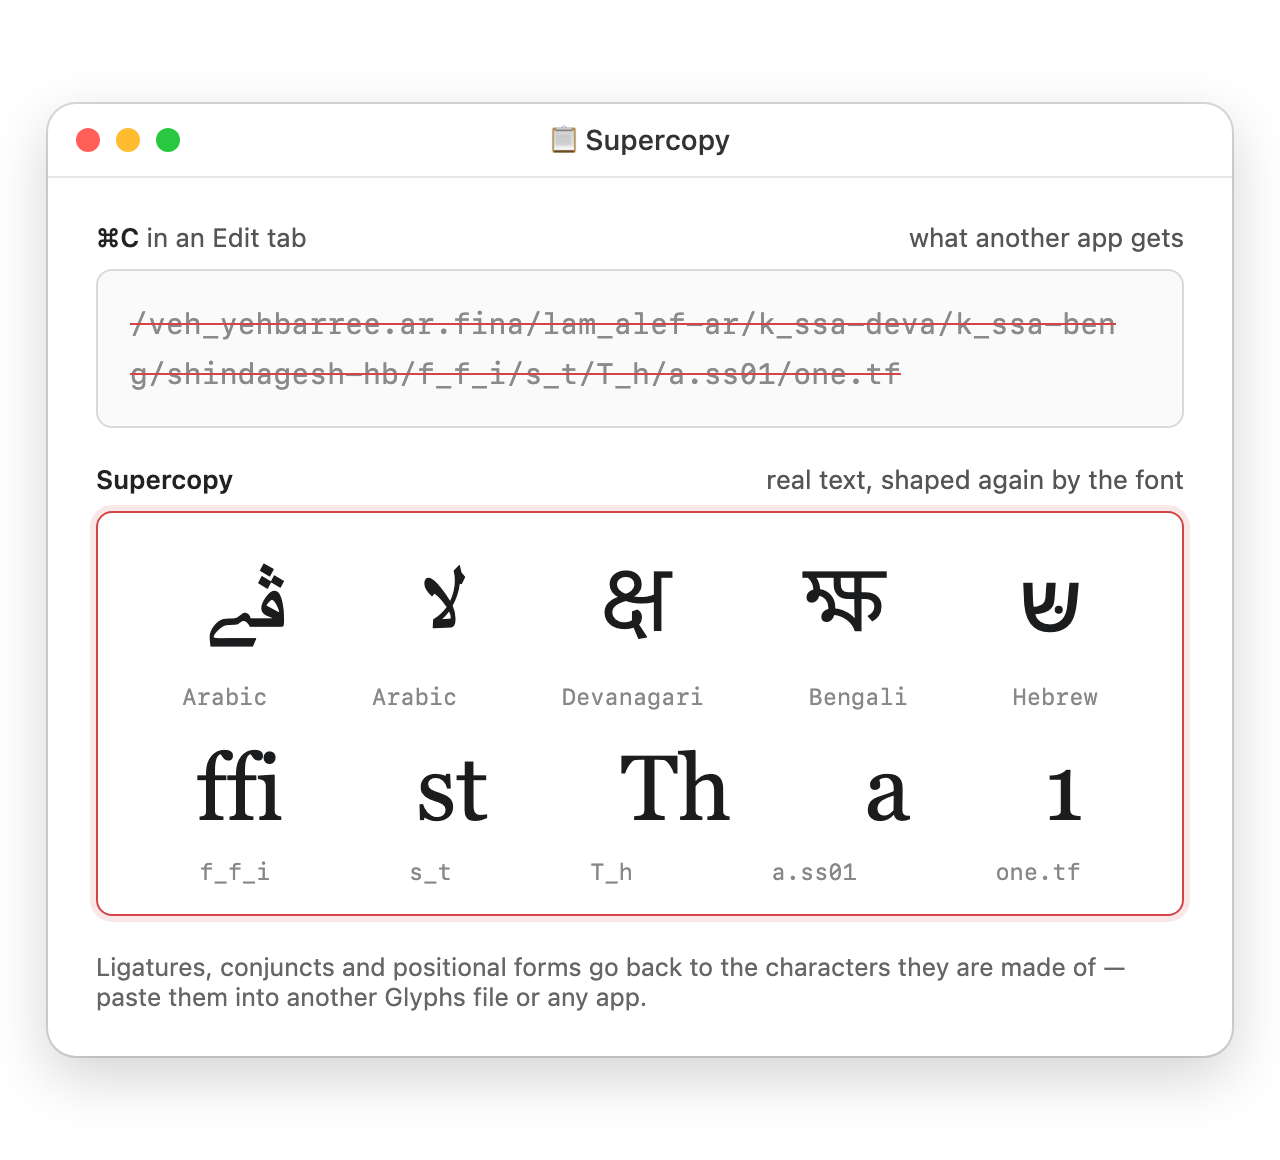 📋 Supercopy
⌘C in an Edit tab what another app gets
/veh_yehbarree.ar.fina/lam_alef-ar/k_ssa-deva/k_ssa-ben
g/shindagesh-hb/f_f_i/s_t/T_h/a.ss01/one.tf
Supercopy real text, shaped again by the font
ڤے لا क्ष ক্ষ שּ
Arabic Arabic Devanagari Bengali Hebrew
ffi st Th a 1
f_f_i s_t T_h a.ss01 one.tf
Ligatures, conjuncts and positional forms go back to the characters they are made of —
paste them into another Glyphs file or any app.